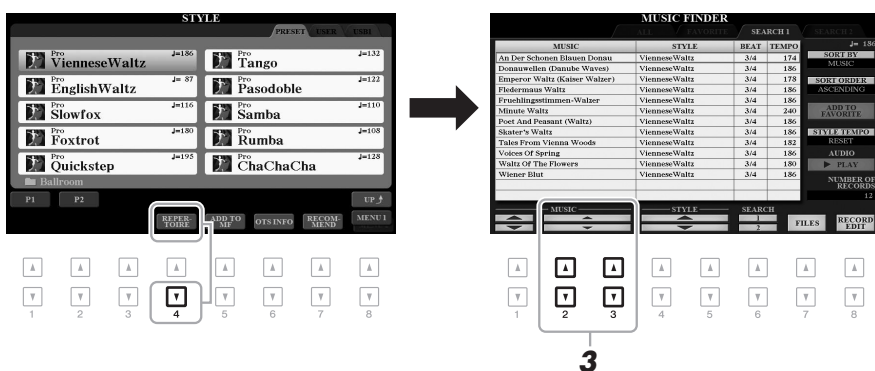 STYLE
PRESET USER USB1
Pro ♩=186
VienneseWaltz
Pro ♩=132
Tango
Pro ♩= 87
EnglishWaltz
Pro ♩=122
Pasodoble
Pro ♩=116
Slowfox
Pro ♩=110
Samba
Pro ♩=180
Foxtrot
Pro ♩=108
Rumba
Pro ♩=195
Quickstep
Pro ♩=128
ChaChaCha
Ballroom
P1 P2 UP
REPER-
TOIRE
ADD TO
MF
OTS INFO
RECOM-
MEND
MENU 1
1 2 3 4 5 6 7 8
MUSIC FINDER
ALL FAVORITE SEARCH 1 SEARCH 2
MUSIC STYLE BEAT TEMPO
An Der Schonen Blauen Donau VienneseWaltz 3/4 174
Donauwellen (Danube Waves) VienneseWaltz 3/4 186
Emperor Waltz (Kaiser Walzer) VienneseWaltz 3/4 178
Fledermaus Waltz VienneseWaltz 3/4 186
Fruehlingsstimmen-Walzer VienneseWaltz 3/4 186
Minute Waltz VienneseWaltz 3/4 240
Poet And Peasant (Waltz) VienneseWaltz 3/4 186
Skater's Waltz VienneseWaltz 3/4 186
Tales From Vienna Woods VienneseWaltz 3/4 182
Voices Of Spring VienneseWaltz 3/4 186
Waltz Of The Flowers VienneseWaltz 3/4 180
Wiener Blut VienneseWaltz 3/4 186
♩= 186
SORT BY
MUSIC
SORT ORDER
ASCENDING
ADD TO
FAVORITE
STYLE TEMPO
RESET
AUDIO
PLAY
NUMBER OF
RECORDS
12
MUSIC STYLE SEARCH
1
2
FILES
RECORD
EDIT
1 2 3 4 5 6 7 8
3